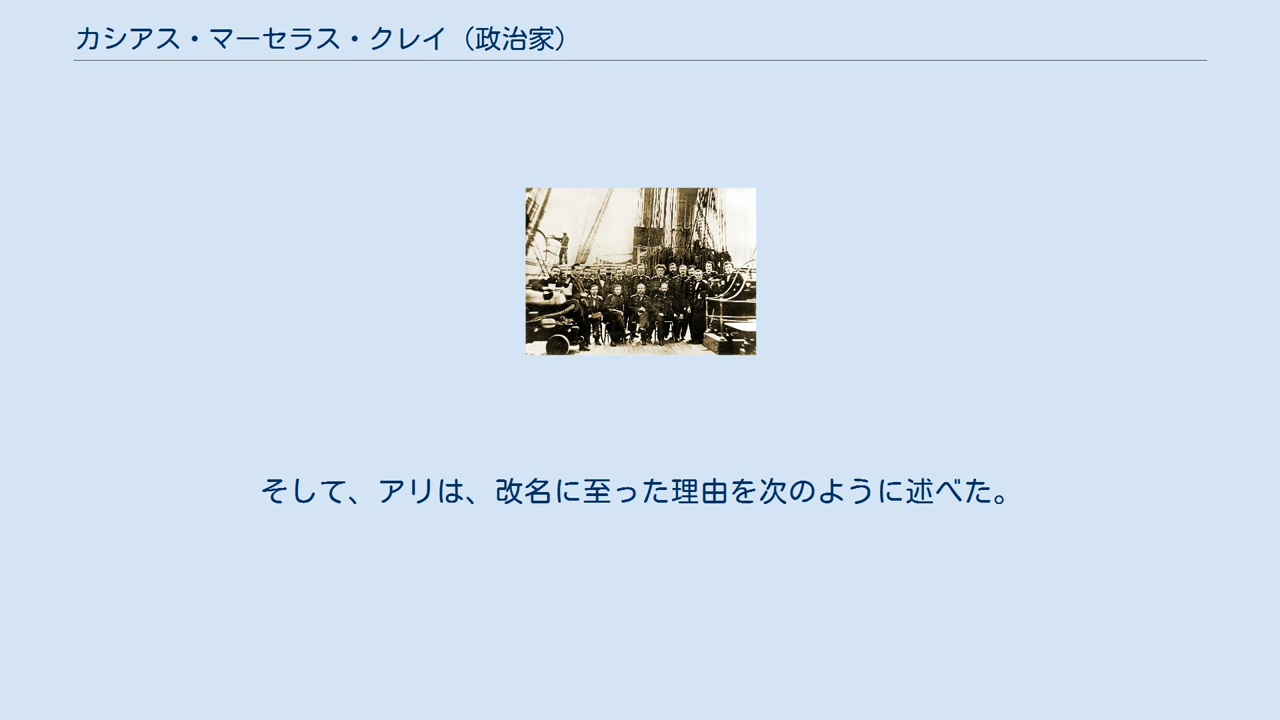 カシアス・マーセラス・クレイ（政治家）
そして、アリは、改名に至った理由を次のように述べた。